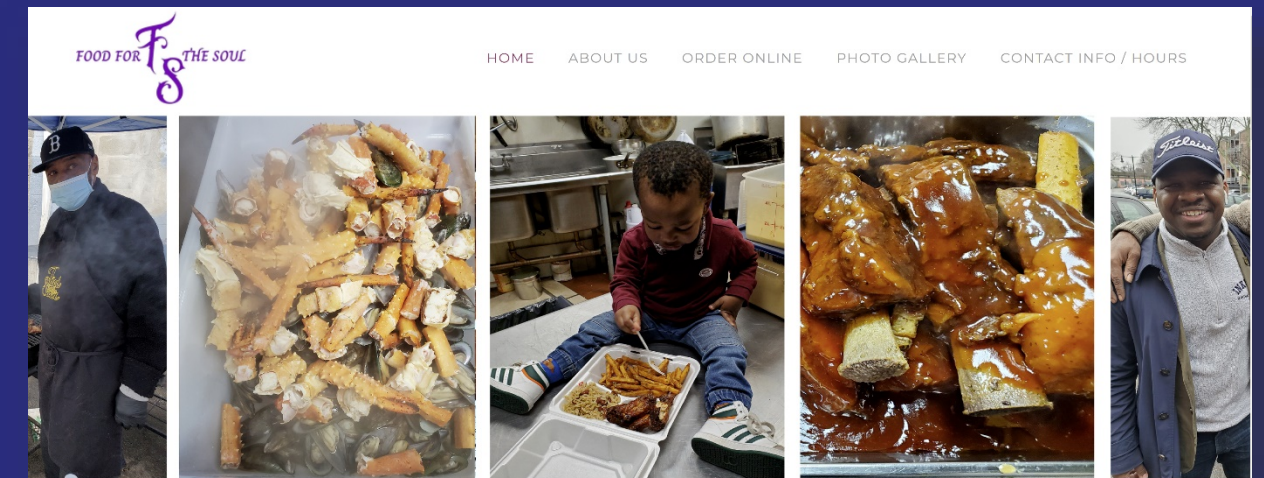 FOOD FOR FS THE SOUL
HOME ABOUT US ORDER ONLINE PHOTO GALLERY CONTACT INFO / HOURS
B
Titleist